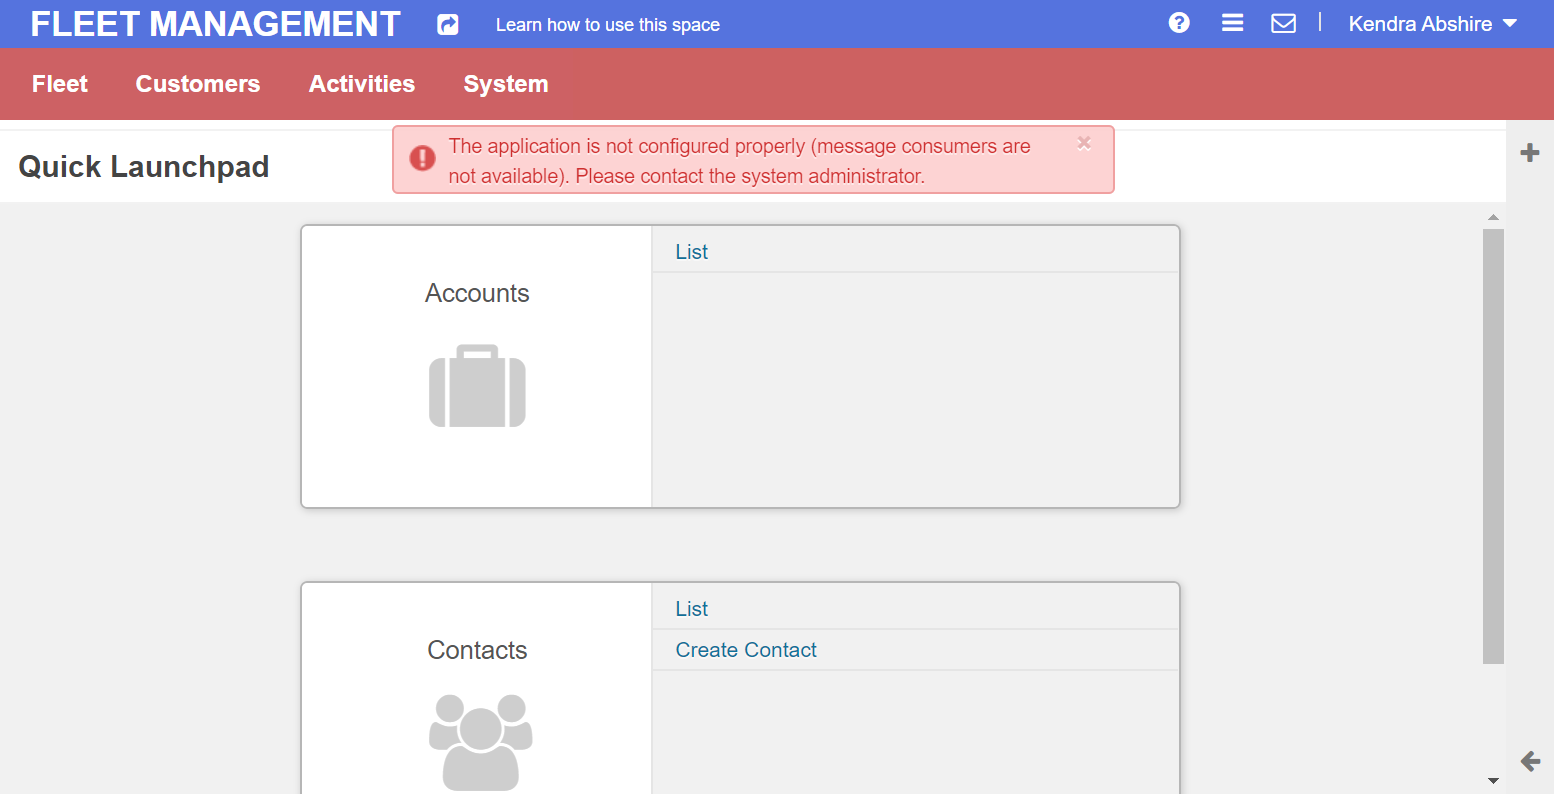 FLEET MANAGEMENT
Learn how to use this space
Kendra Abshire
Fleet
Customers
Activities
System
Quick Launchpad
The application is not configured properly (message consumers are
not available). Please contact the system administrator.
Accounts
List
Contacts
List
Create Contact